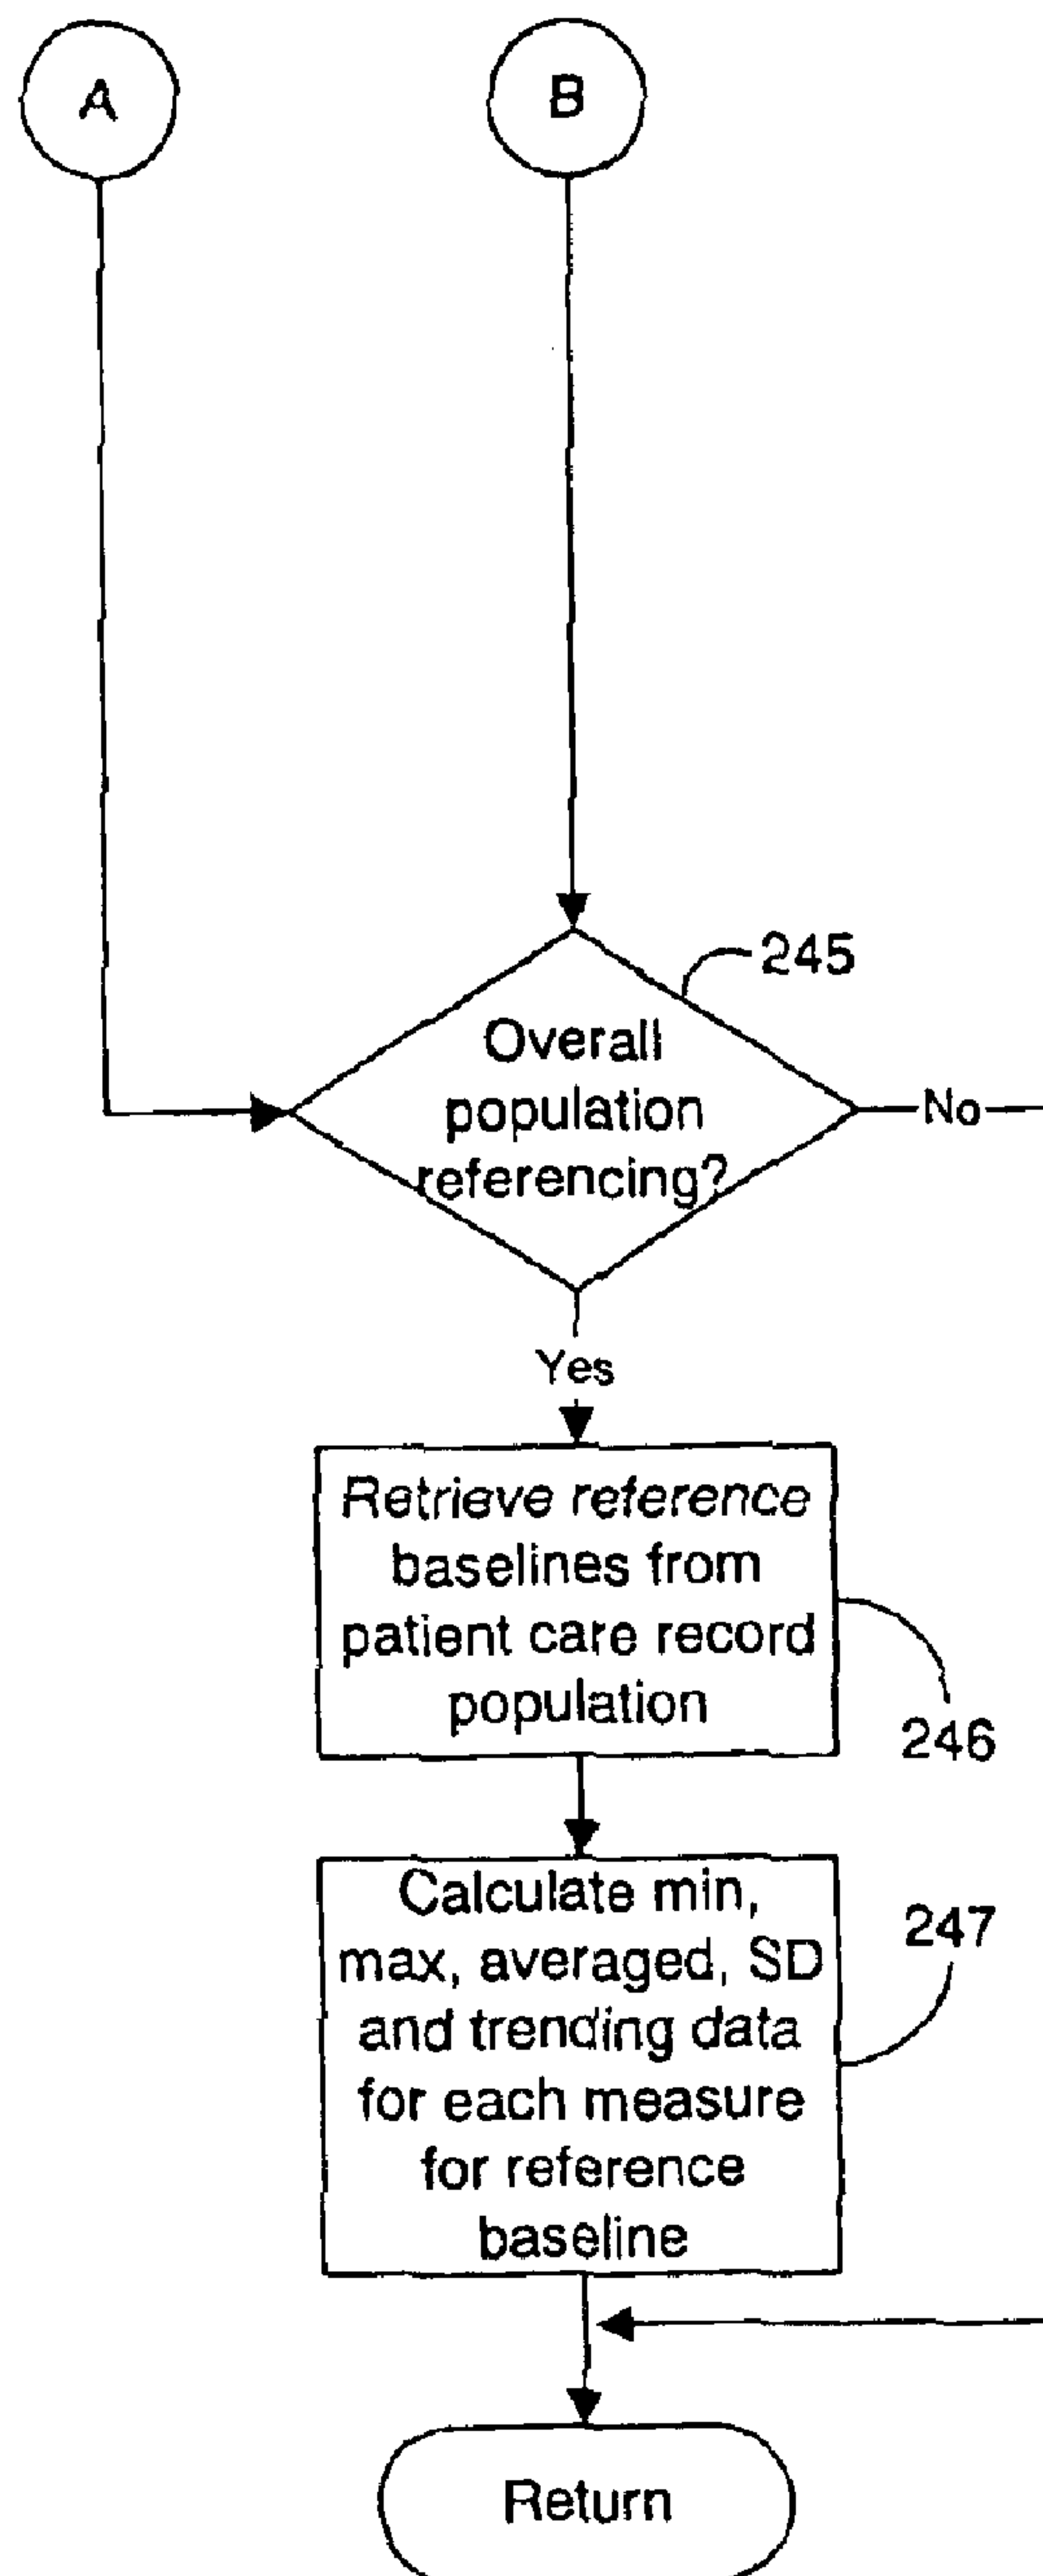 A
B
245
Overall
population
referencing?
No
Yes
Retrieve reference
baselines from
patient care record
population
246
Calculate min,
max, averaged, SD
and trending data
for each measure
for reference
baseline
247
Return